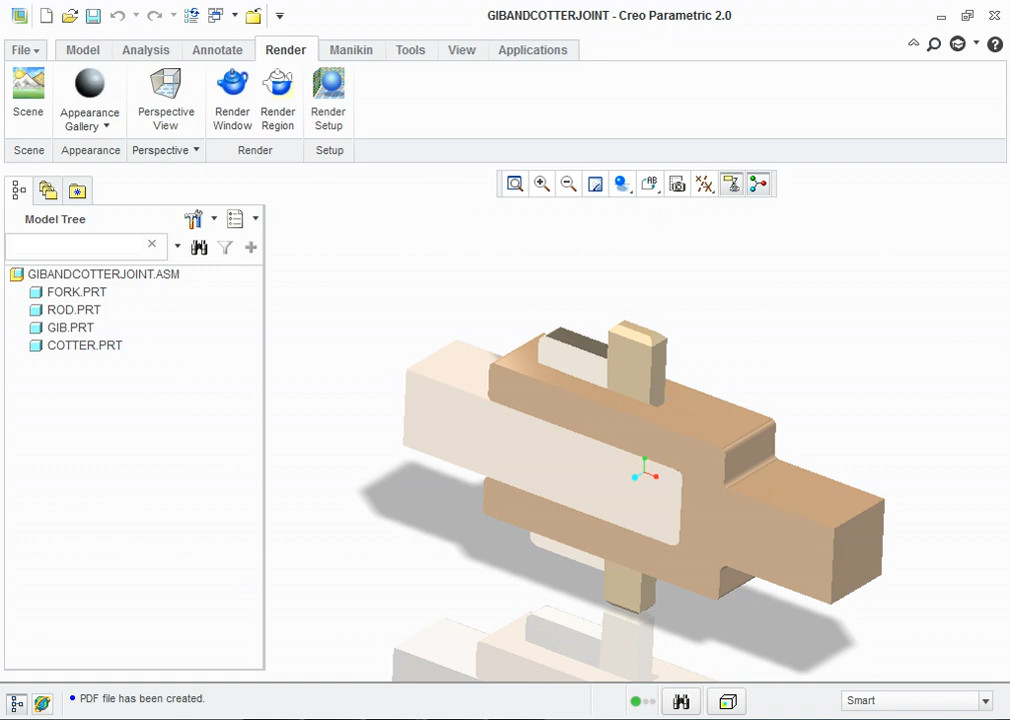 GIBANDCOTTERJOINT - Creo Parametric 2.0
File Model Analysis Annotate Render Manikin Tools View Applications
Scene
Appearance
Gallery
Perspective
View
Render
Window
Render
Region
Render
Setup
Scene Appearance Perspective Render Setup
Model Tree
GIBANDCOTTERJOINT.ASM
FORK.PRT
ROD.PRT
GIB.PRT
COTTER.PRT
PDF file has been created.
Smart